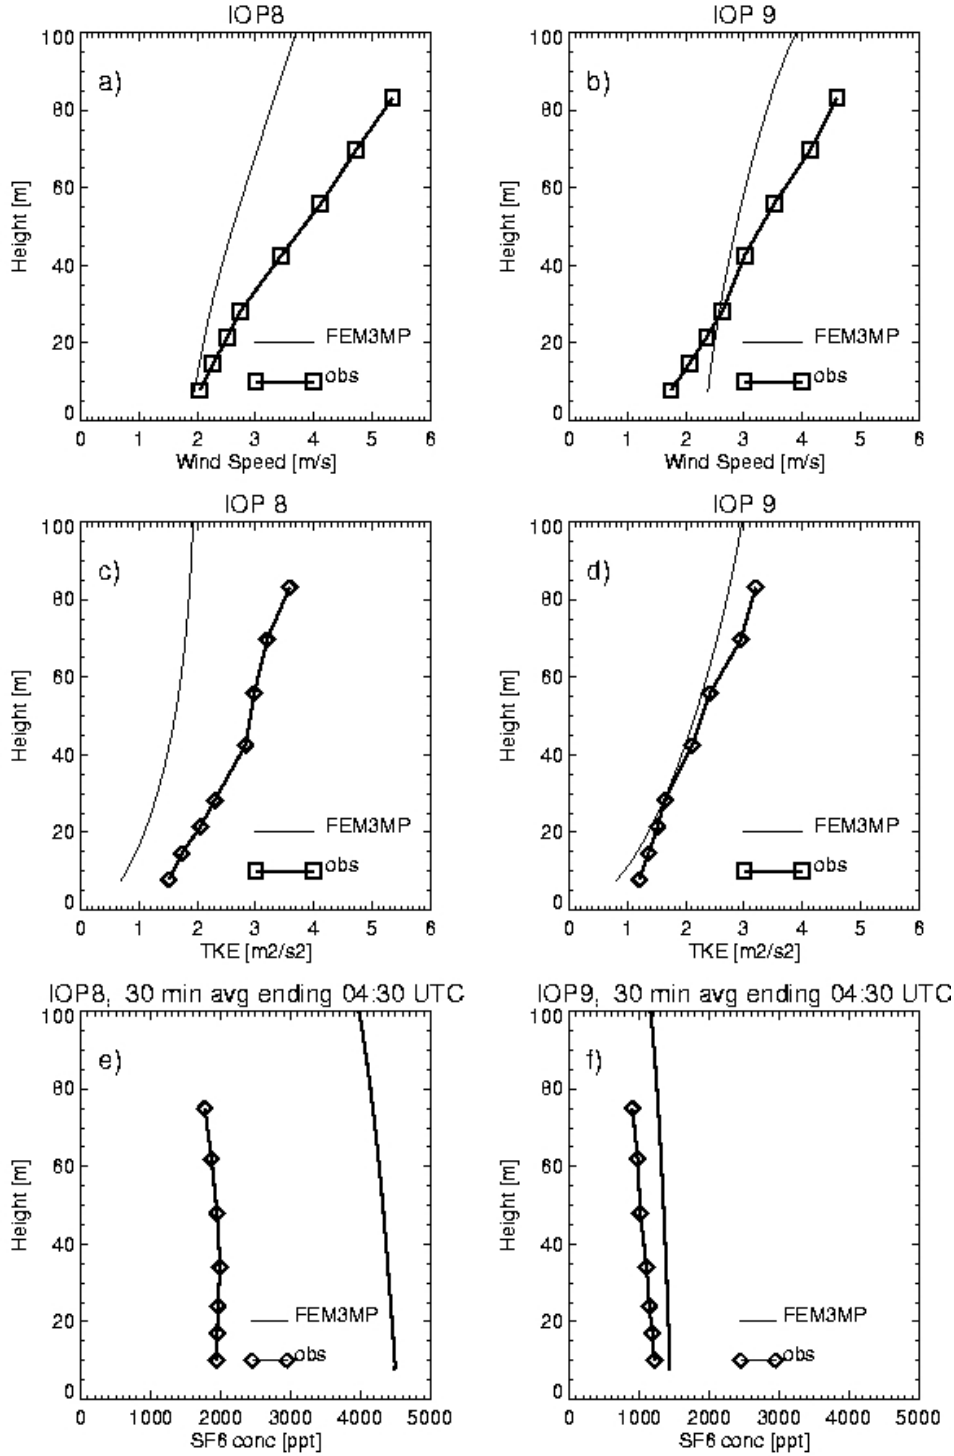 IOP8
IOP 9
100
80
60
40
20
0
Height [m]
a)
FEM3MP
obs
0 1 2 3 4 5 6
Wind Speed [m/s]
100
80
60
40
20
0
Height [m]
b)
FEM3MP
obs
0 1 2 3 4 5 6
Wind Speed [m/s]
IOP 8
IOP 9
100
80
60
40
20
0
Height [m]
c)
FEM3MP
obs
0 1 2 3 4 5 6
TKE [m2/s2]
100
80
60
40
20
0
Height [m]
d)
FEM3MP
obs
0 1 2 3 4 5 6
TKE [m2/s2]
IOP8, 30 min avg ending 04:30 UTC
IOP9, 30 min avg ending 04:30 UTC
100
80
60
40
20
0
Height [m]
e)
FEM3MP
obs
0 1000 2000 3000 4000 5000
SF6 conc [ppt]
100
80
60
40
20
0
Height [m]
f)
FEM3MP
obs
0 1000 2000 3000 4000 5000
SF6 conc [ppt]